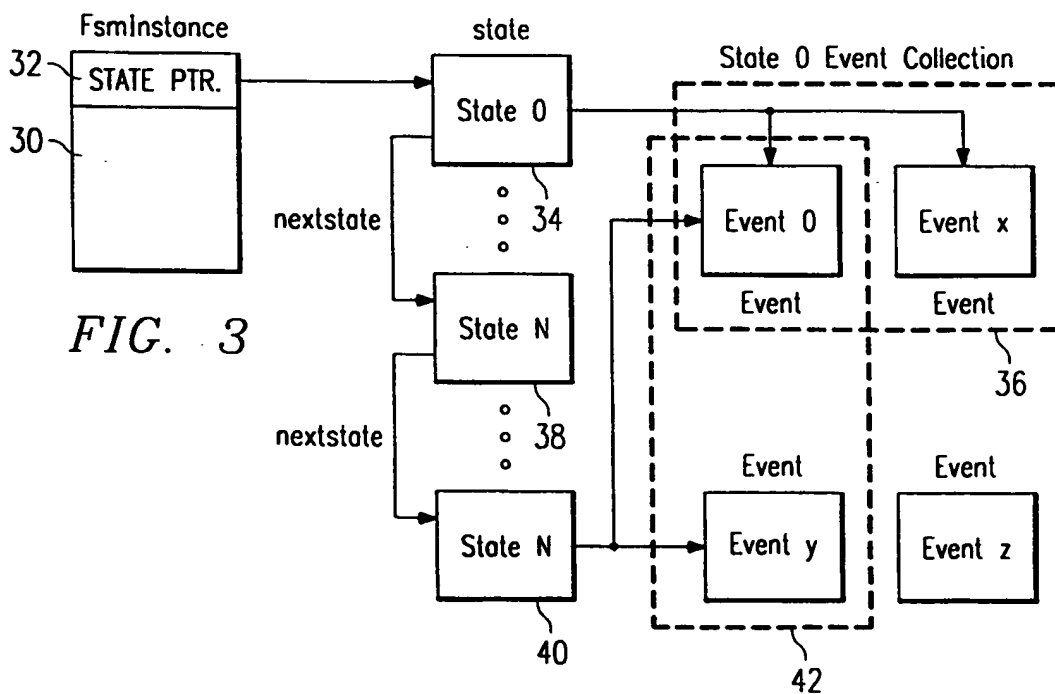 FsmInstance
state
State 0 Event Collection
32
STATE PTR.
30
State 0
34
nextstate
Event 0
Event x
Event
Event
36
FIG. 3
State N
38
nextstate
Event
Event
State N
40
Event y
Event z
42